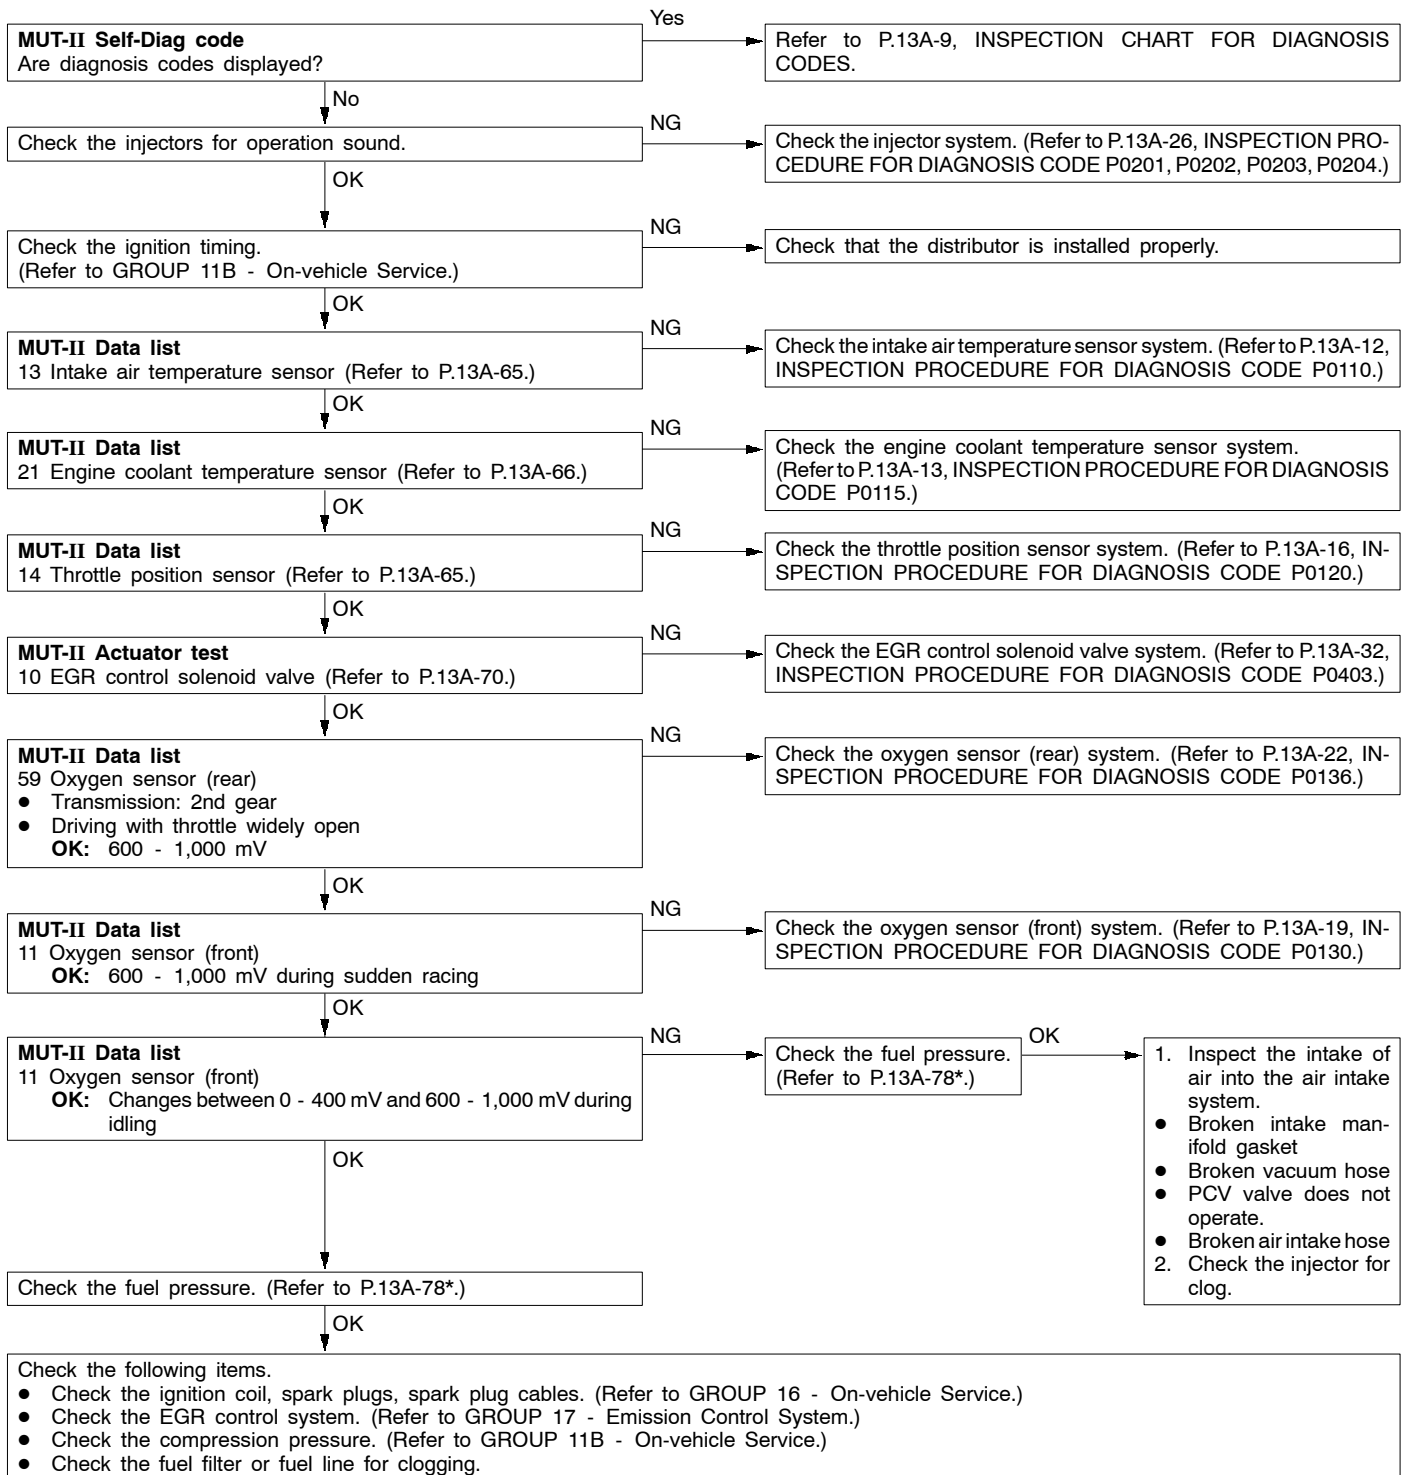 MUT-II Self-Diag code
Are diagnosis codes displayed?
Yes
Refer to P.13A-9, INSPECTION CHART FOR DIAGNOSIS
CODES.
No
Check the injectors for operation sound.
NG
Check the injector system. (Refer to P.13A-26, INSPECTION PRO-
CEDURE FOR DIAGNOSIS CODE P0201, P0202, P0203, P0204.)
OK
Check the ignition timing.
(Refer to GROUP 11B - On-vehicle Service.)
NG
Check that the distributor is installed properly.
OK
MUT-II Data list
13 Intake air temperature sensor (Refer to P.13A-65.)
NG
Check the intake air temperature sensor system. (Refer to P.13A-12,
INSPECTION PROCEDURE FOR DIAGNOSIS CODE P0110.)
OK
MUT-II Data list
21 Engine coolant temperature sensor (Refer to P.13A-66.)
NG
Check the engine coolant temperature sensor system.
(Refer to P.13A-13, INSPECTION PROCEDURE FOR DIAGNOSIS
CODE P0115.)
OK
MUT-II Data list
14 Throttle position sensor (Refer to P.13A-65.)
NG
Check the throttle position sensor system. (Refer to P.13A-16, IN-
SPECTION PROCEDURE FOR DIAGNOSIS CODE P0120.)
OK
MUT-II Actuator test
10 EGR control solenoid valve (Refer to P.13A-70.)
NG
Check the EGR control solenoid valve system. (Refer to P.13A-32,
INSPECTION PROCEDURE FOR DIAGNOSIS CODE P0403.)
OK
MUT-II Data list
59 Oxygen sensor (rear)
● Transmission: 2nd gear
● Driving with throttle widely open
OK: 600 - 1,000 mV
NG
Check the oxygen sensor (rear) system. (Refer to P.13A-22, IN-
SPECTION PROCEDURE FOR DIAGNOSIS CODE P0136.)
OK
MUT-II Data list
11 Oxygen sensor (front)
OK: 600 - 1,000 mV during sudden racing
NG
Check the oxygen sensor (front) system. (Refer to P.13A-19, IN-
SPECTION PROCEDURE FOR DIAGNOSIS CODE P0130.)
OK
MUT-II Data list
11 Oxygen sensor (front)
OK: Changes between 0 - 400 mV and 600 - 1,000 mV during
idling
NG
Check the fuel pressure.
(Refer to P.13A-78*.)
OK
1. Inspect the intake of
air into the air intake
system.
● Broken intake man-
ifold gasket
● Broken vacuum hose
● PCV valve does not
operate.
● Broken air intake hose
2. Check the injector for
clog.
OK
Check the fuel pressure. (Refer to P.13A-78*.)
OK
Check the following items.
● Check the ignition coil, spark plugs, spark plug cables. (Refer to GROUP 16 - On-vehicle Service.)
● Check the EGR control system. (Refer to GROUP 17 - Emission Control System.)
● Check the compression pressure. (Refer to GROUP 11B - On-vehicle Service.)
● Check the fuel filter or fuel line for clogging.